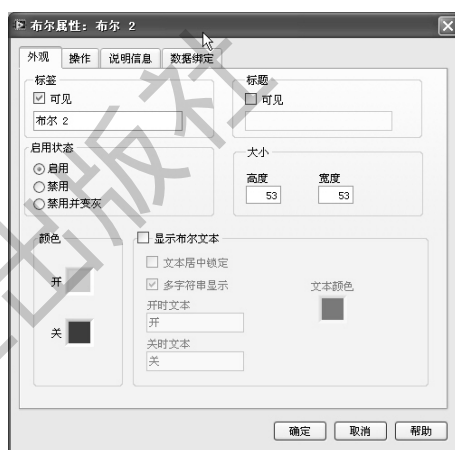 布尔属性：布尔 2
外观 操作 说明信息 数据绑定
标签
可见
布尔 2
标题
可见
启用状态
启用
禁用
禁用并变灰
大小
高度 宽度
53 53
颜色
开
关
显示布尔文本
文本居中锁定
多字符串显示
开时文本
开
关时文本
关
文本颜色
确定 取消 帮助
出版社